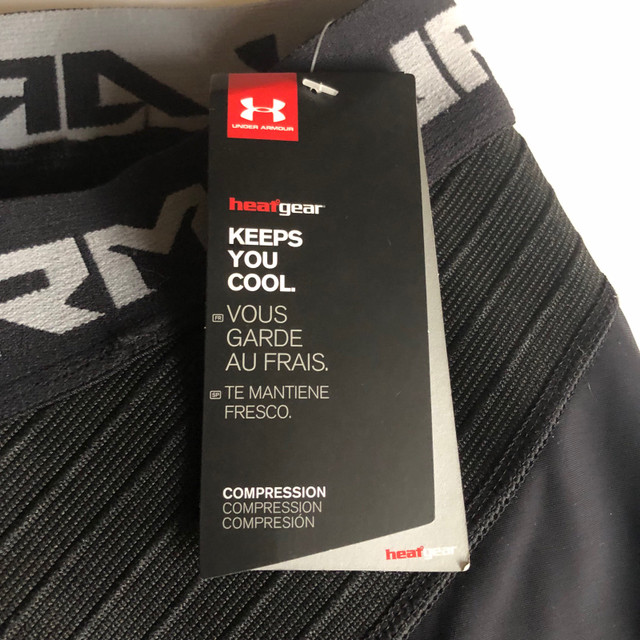 UNDER ARMOUR
heatgear
KEEPS
YOU
COOL.
FR VOUS
GARDE
AU FRAIS.
SP TE MANTIENE
FRESCO.
COMPRESSION
COMPRESSION
COMPRESIÓN
heatgear